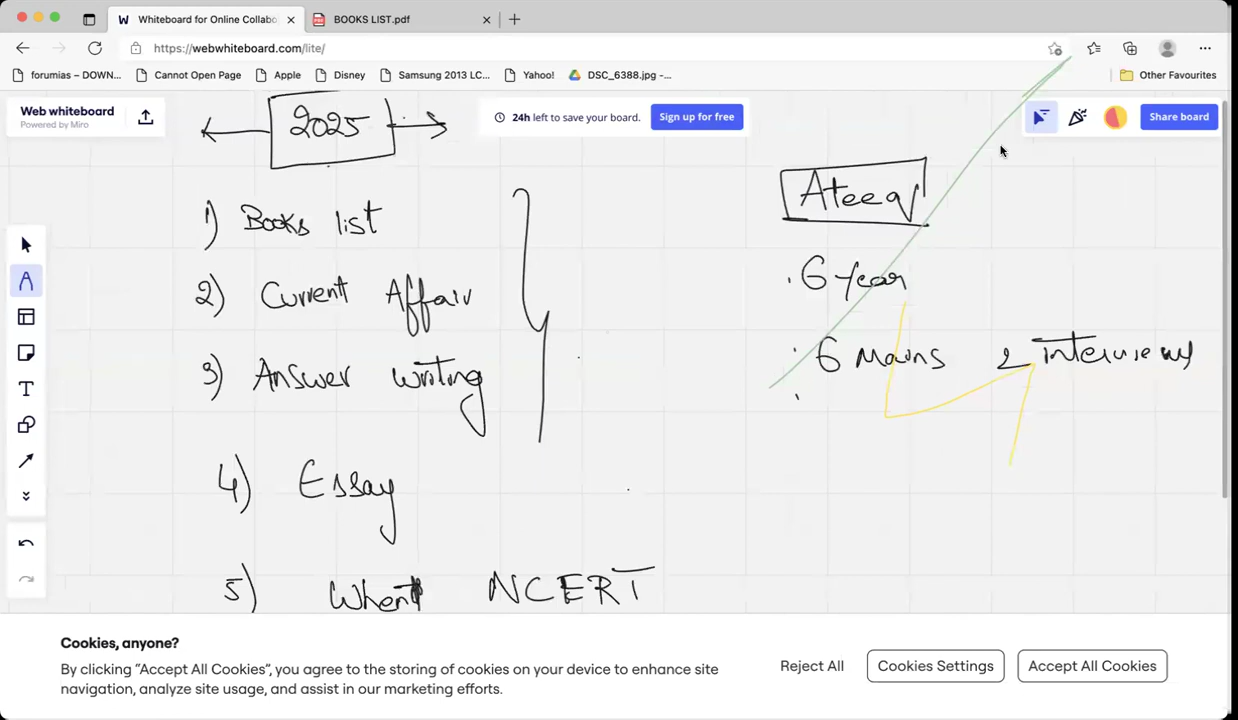 Whiteboard for Online Collabo
BOOKS LIST.pdf
https://webwhiteboard.com/lite/
forumias – DOWN...
Cannot Open Page
Apple
Disney
Samsung 2013 LC...
Yahoo!
DSC_6388.jpg -...
Other Favourites
Web whiteboard
Powered by Miro
24h left to save your board.
Sign up for free
Share board
2025
1) Books list
2) Current Affair
3) Answer writing
4) Essay
5) When NCERT
Ateeq
. 6 year
. 6 Mains 2 interview
Cookies, anyone?
By clicking “Accept All Cookies”, you agree to the storing of cookies on your device to enhance site
navigation, analyze site usage, and assist in our marketing efforts.
Reject All
Cookies Settings
Accept All Cookies